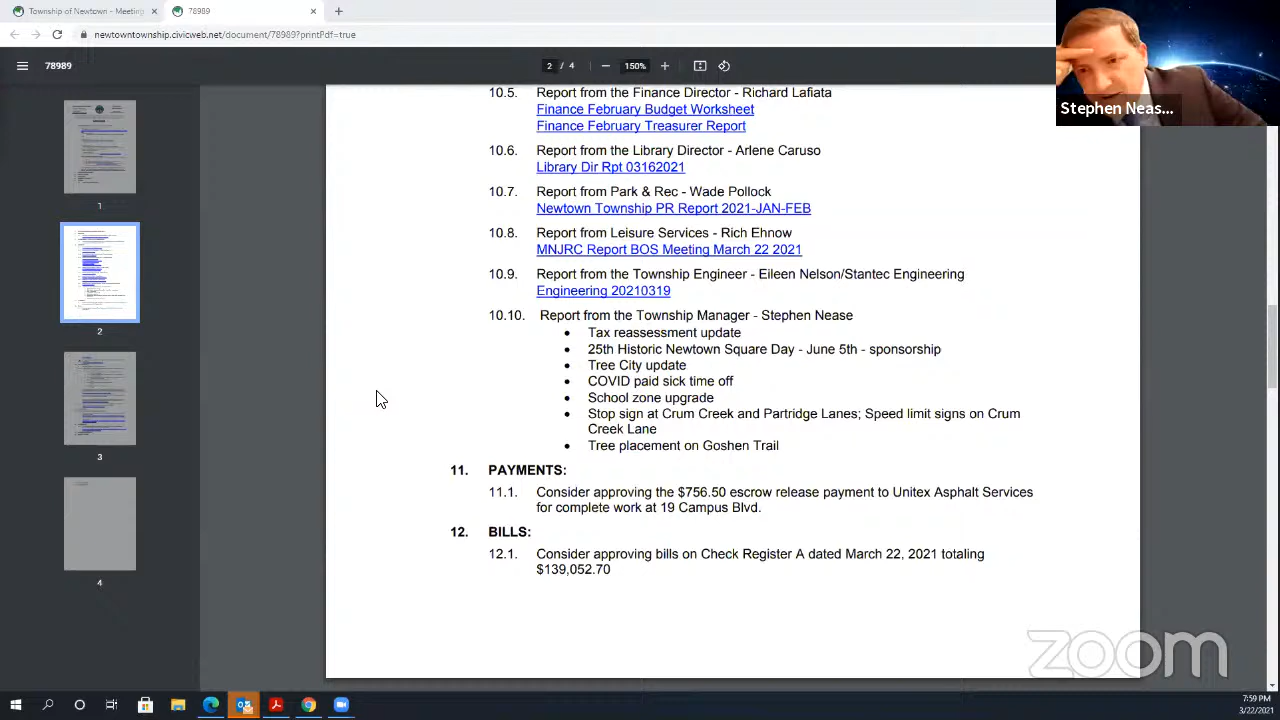 Township of Newtown - Meeting
78989
newtowntownship.civicweb.net/document/78989?printPdf=true
78989
2 / 4
150%
Stephen Neas...
1
2
3
4
10.5. Report from the Finance Director - Richard Lafiata
Finance February Budget Worksheet
Finance February Treasurer Report
10.6. Report from the Library Director - Arlene Caruso
Library Dir Rpt 03162021
10.7. Report from Park & Rec - Wade Pollock
Newtown Township PR Report 2021-JAN-FEB
10.8. Report from Leisure Services - Rich Ehnow
MNJRC Report BOS Meeting March 22 2021
10.9. Report from the Township Engineer - Eileen Nelson/Stantec Engineering
Engineering 20210319
10.10. Report from the Township Manager - Stephen Nease
• Tax reassessment update
• 25th Historic Newtown Square Day - June 5th - sponsorship
• Tree City update
• COVID paid sick time off
• School zone upgrade
• Stop sign at Crum Creek and Partridge Lanes; Speed limit signs on Crum
Creek Lane
• Tree placement on Goshen Trail
11. PAYMENTS:
11.1. Consider approving the $756.50 escrow release payment to Unitex Asphalt Services
for complete work at 19 Campus Blvd.
12. BILLS:
12.1. Consider approving bills on Check Register A dated March 22, 2021 totaling
$139,052.70
zoom
7:59 PM
3/22/2021